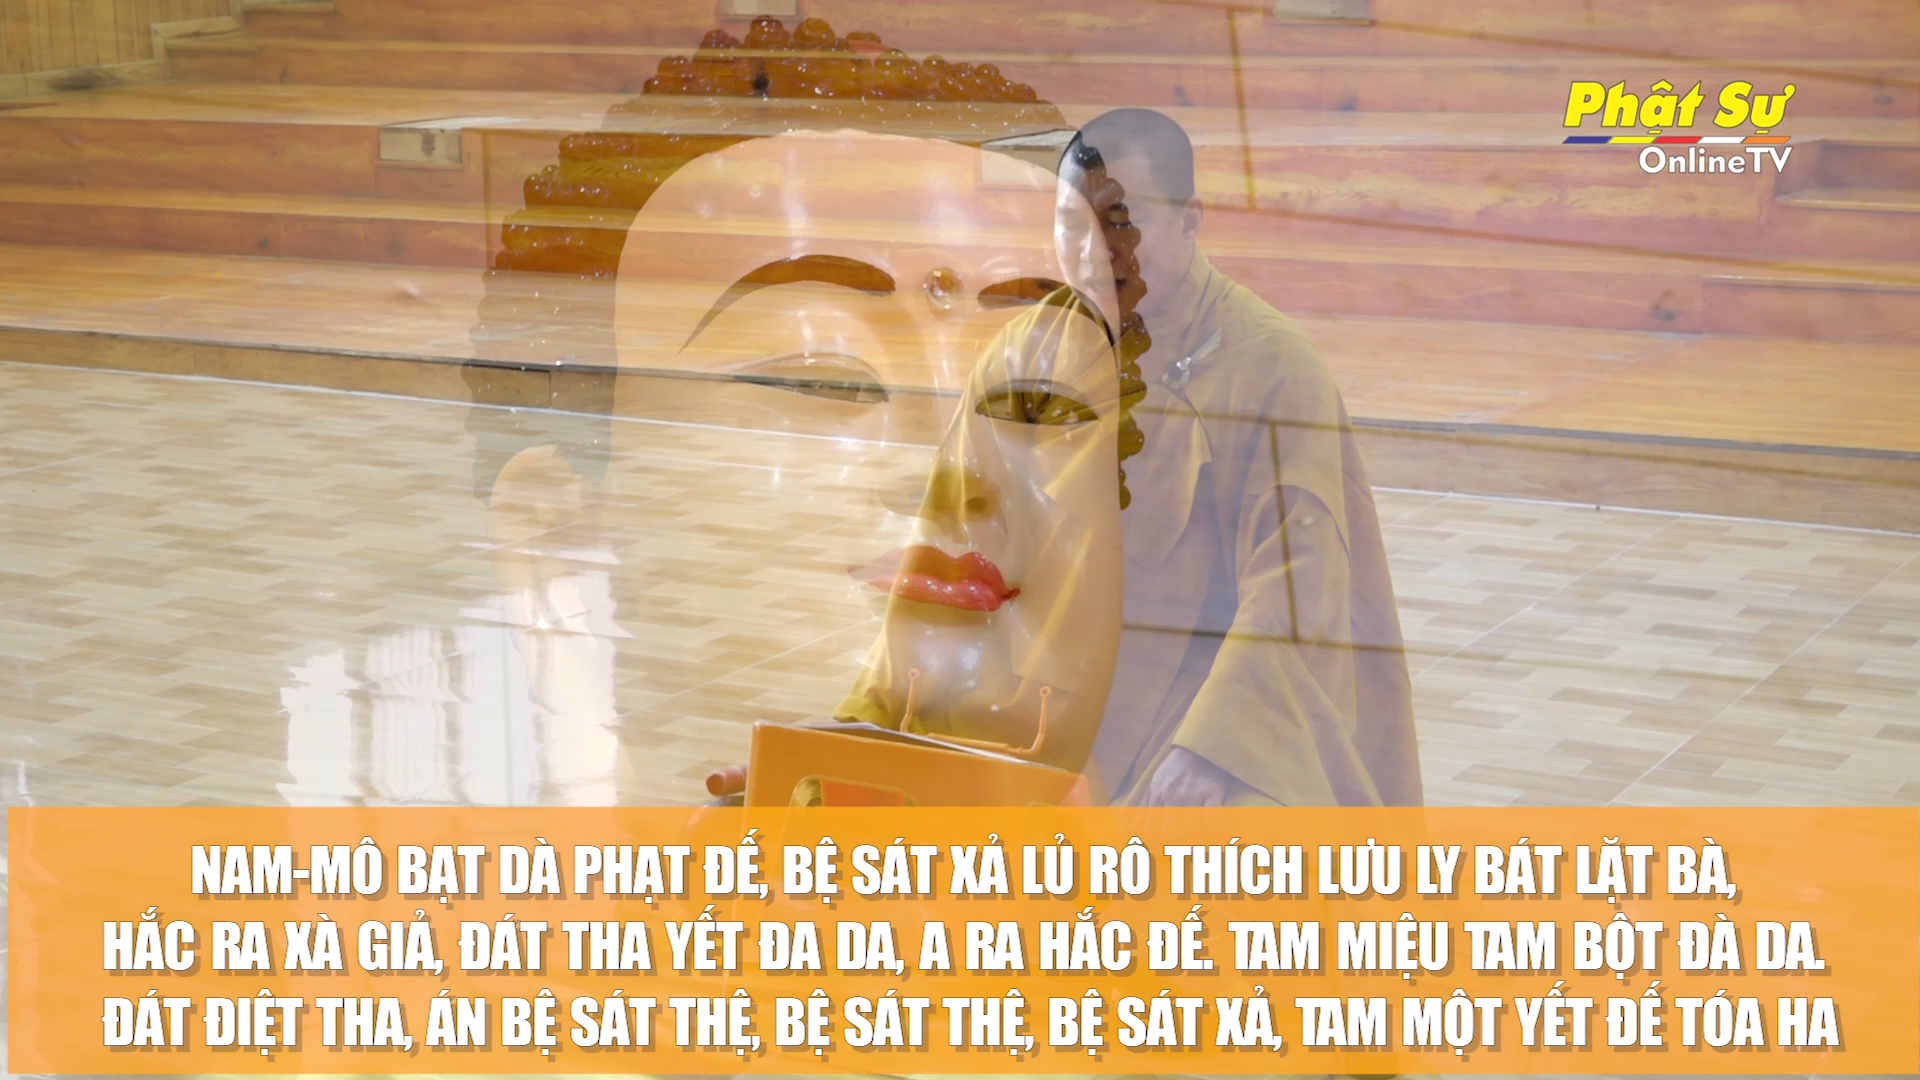 Phật Sự
OnlineTV
NAM-MÔ BẠT DÀ PHẠT ĐẾ, BỆ SÁT XẢ LỦ RÔ THÍCH LƯU LY BÁT LẶT BÀ,
HẮC RA XÀ GIẢ, ĐÁT THA YẾT ĐA DA, A RA HẮC ĐẾ. TAM MIỆU TAM BỘT ĐÀ DA.
ĐÁT ĐIỆT THA, ÁN BỆ SÁT THỆ, BỆ SÁT THỆ, BỆ SÁT XẢ, TAM MỘT YẾT ĐẾ TÓA HA